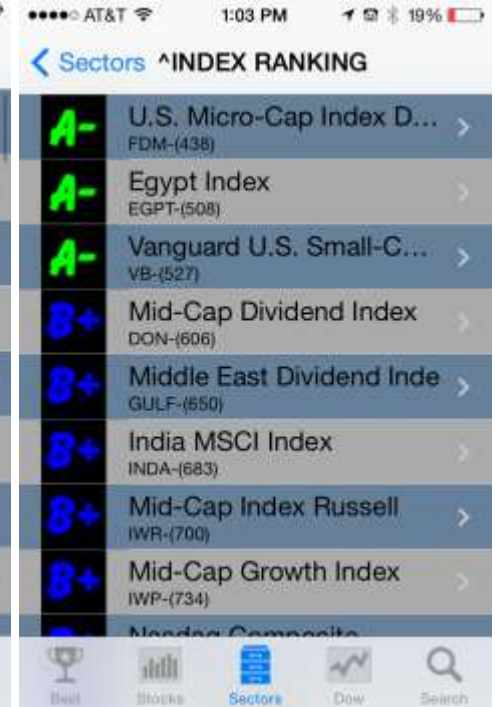 AT&T 1:03 PM 19%
Sectors ^INDEX RANKING
A-
U.S. Micro-Cap Index D...
FDM-(438)
A-
Egypt Index
EGPT-(508)
A-
Vanguard U.S. Small-C...
VB-(527)
B+
Mid-Cap Dividend Index
DON-(606)
B+
Middle East Dividend Inde
GULF-(650)
B+
India MSCI Index
INDA-(683)
B+
Mid-Cap Index Russell
IWR-(700)
B+
Mid-Cap Growth Index
IWP-(734)
B+
Nasdaq Composite
Best Stocks Sectors Dow Search